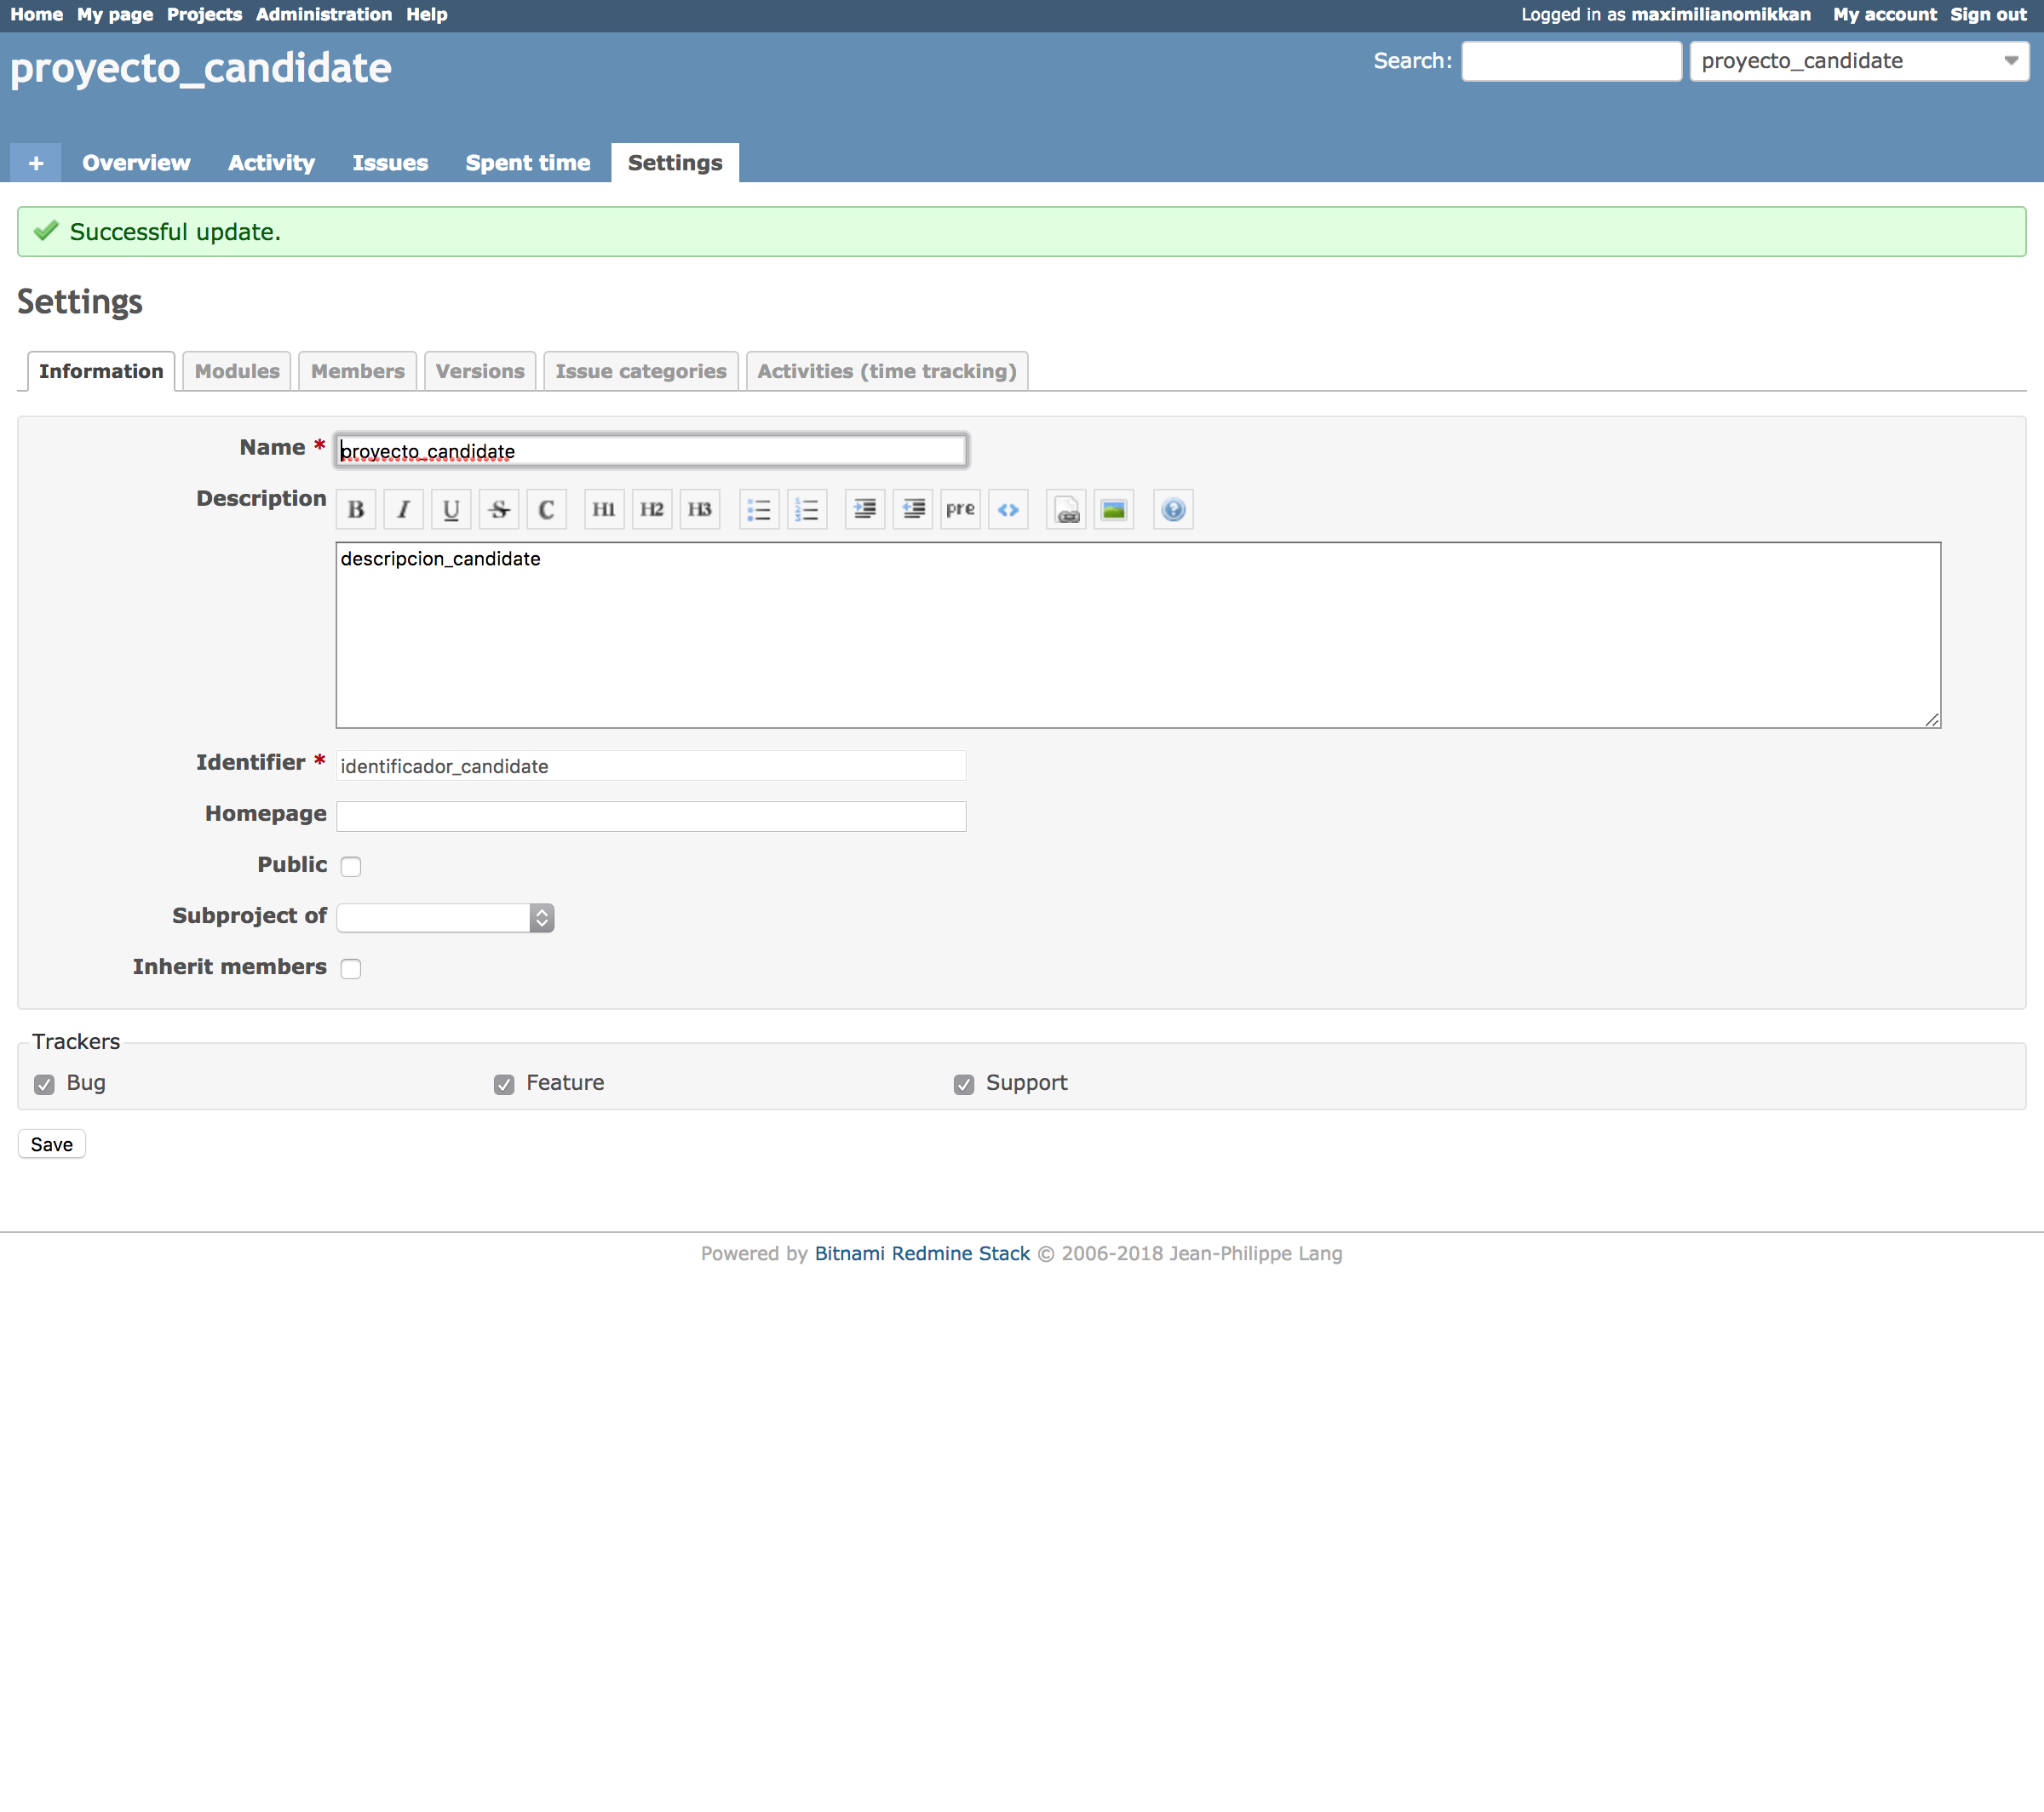 Home My page Projects Administration Help Logged in as maximilianomikkan My account Sign out
proyecto_candidate Search: proyecto_candidate
+ Overview Activity Issues Spent time Settings
Successful update.
Settings
Information Modules Members Versions Issue categories Activities (time tracking)
Name * proyecto_candidate
Description B I U S C H1 H2 H3 pre <> ?
descripcion_candidate
Identifier * identificador_candidate
Homepage
Public
Subproject of
Inherit members
Trackers
Bug Feature Support
Save
Powered by Bitnami Redmine Stack © 2006-2018 Jean-Philippe Lang